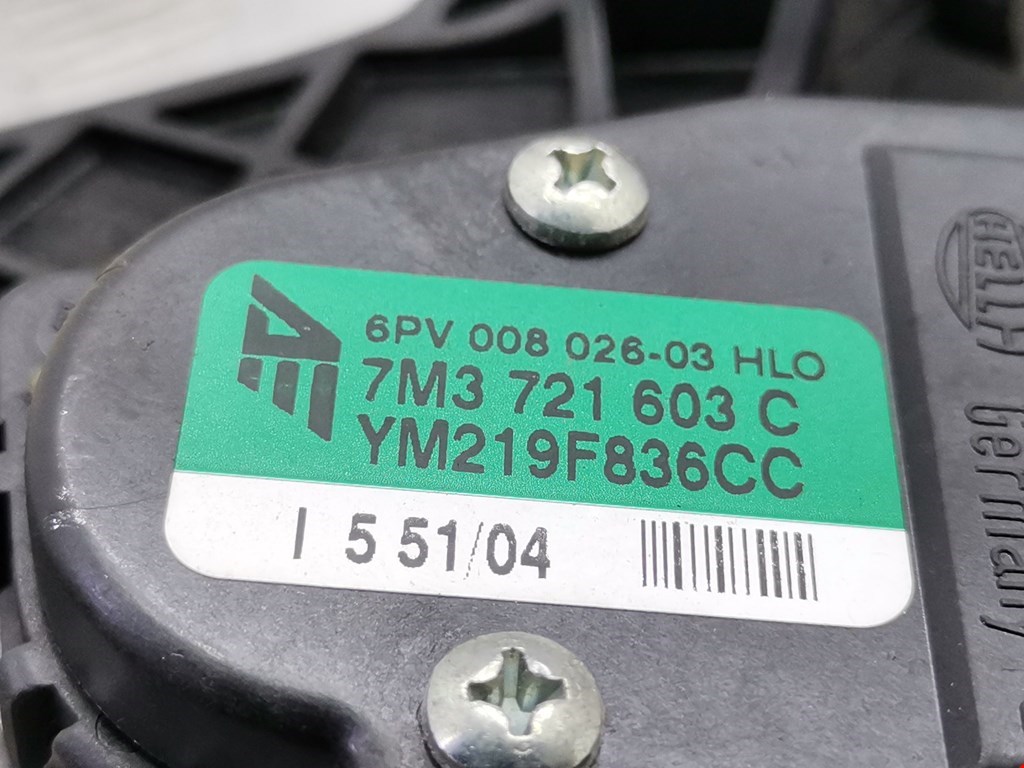 6PV 008 026-03 HLO
7M3 721 603 C
YM219F836CC
I 5 51/04
HELLA
Germany